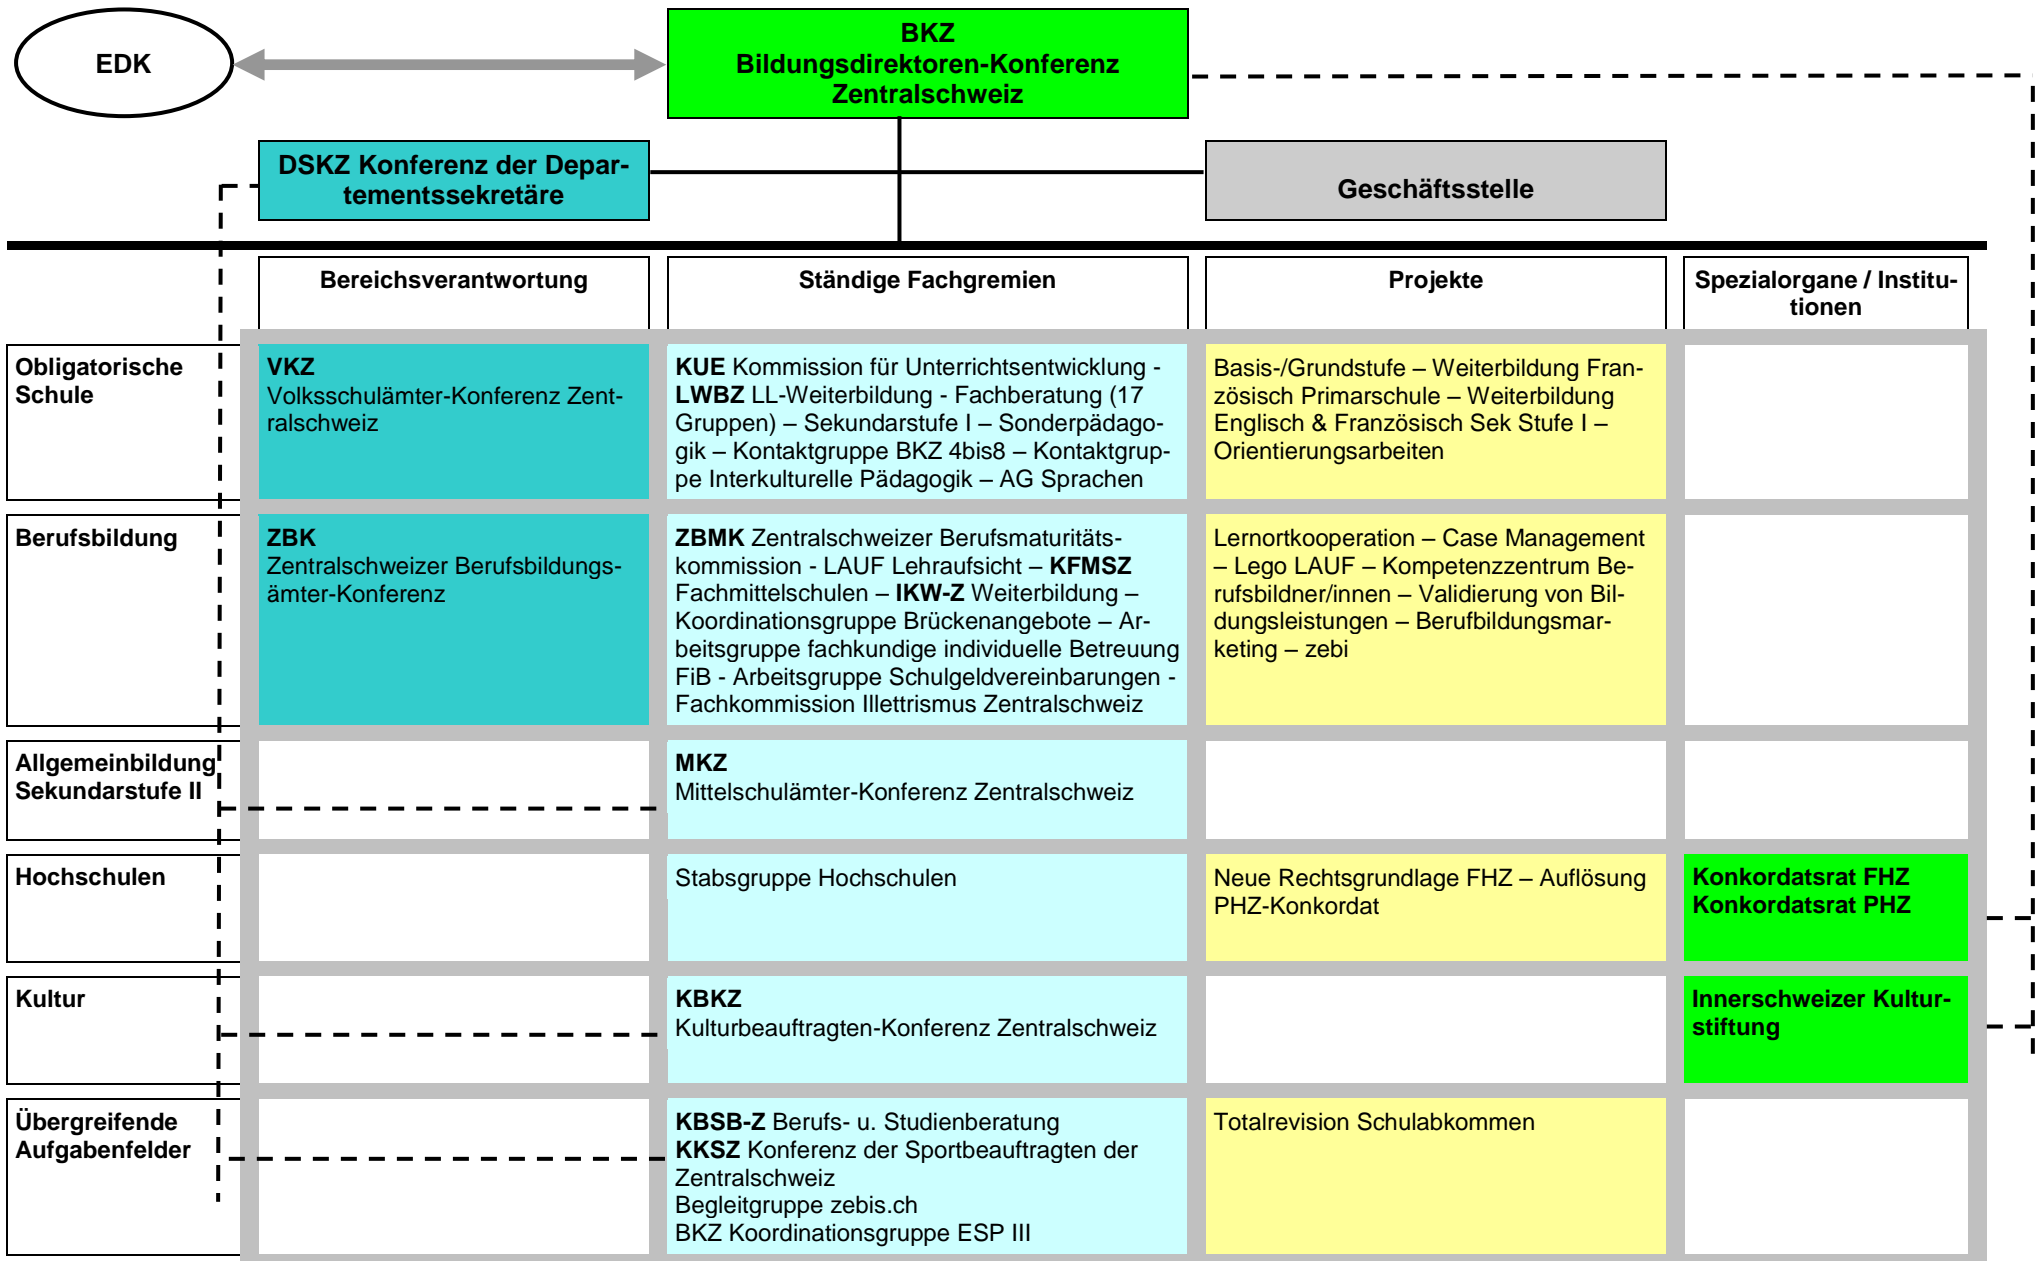 EDK
BKZ
Bildungsdirektoren-Konferenz
Zentralschweiz
DSKZ Konferenz der Depar-
tementssekretäre
Geschäftsstelle
Bereichsverantwortung
Ständige Fachgremien
Projekte
Spezialorgane / Institu-
tionen
Obligatorische
Schule
VKZ
Volksschulämter-Konferenz Zent-
ralschweiz
KUE Kommission für Unterrichtsentwicklung -
LWBZ LL-Weiterbildung - Fachberatung (17
Gruppen) – Sekundarstufe I – Sonderpädago-
gik – Kontaktgruppe BKZ 4bis8 – Kontaktgrup-
pe Interkulturelle Pädagogik – AG Sprachen
Basis-/Grundstufe – Weiterbildung Fran-
zösisch Primarschule – Weiterbildung
Englisch & Französisch Sek Stufe I –
Orientierungsarbeiten
Berufsbildung
ZBK
Zentralschweizer Berufsbildungs-
ämter-Konferenz
ZBMK Zentralschweizer Berufsmaturitäts-
kommission - LAUF Lehraufsicht – KFMSZ
Fachmittelschulen – IKW-Z Weiterbildung –
Koordinationsgruppe Brückenangebote – Ar-
beitsgruppe fachkundige individuelle Betreuung
FiB - Arbeitsgruppe Schulgeldvereinbarungen -
Fachkommission Illettrismus Zentralschweiz
Lernortkooperation – Case Management
– Lego LAUF – Kompetenzzentrum Be-
rufsbildner/innen – Validierung von Bil-
dungsleistungen – Berufbildungsmar-
keting – zebi
Allgemeinbildung
Sekundarstufe II
MKZ
Mittelschulämter-Konferenz Zentralschweiz
Hochschulen
Stabsgruppe Hochschulen
Neue Rechtsgrundlage FHZ – Auflösung
PHZ-Konkordat
Konkordatsrat FHZ
Konkordatsrat PHZ
Kultur
KBKZ
Kulturbeauftragten-Konferenz Zentralschweiz
Innerschweizer Kultur-
stiftung
Übergreifende
Aufgabenfelder
KBSB-Z Berufs- u. Studienberatung
KKSZ Konferenz der Sportbeauftragten der
Zentralschweiz
Begleitgruppe zebis.ch
BKZ Koordinationsgruppe ESP III
Totalrevision Schulabkommen